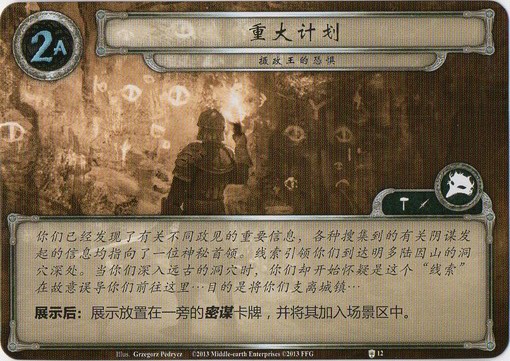 2A
重大计划
摄政王的恐惧
你们已经发现了有关不同政见的重要信息，各种搜集到的有关阴谋发
起的信息均指向了一位神秘首领。线索引领你们到达明多陆因山的洞
穴深处。当你们深入远古的洞穴时，你们却开始怀疑是这个“线索”
在故意误导你们前往这里…目的是将你们支离城镇…
展示后：展示放置在一旁的密谋卡牌，并将其加入场景区中。
Illus. Grzegorz Pedrycz ©2013 Middle-earth Enterprises ©2013 FFG 12